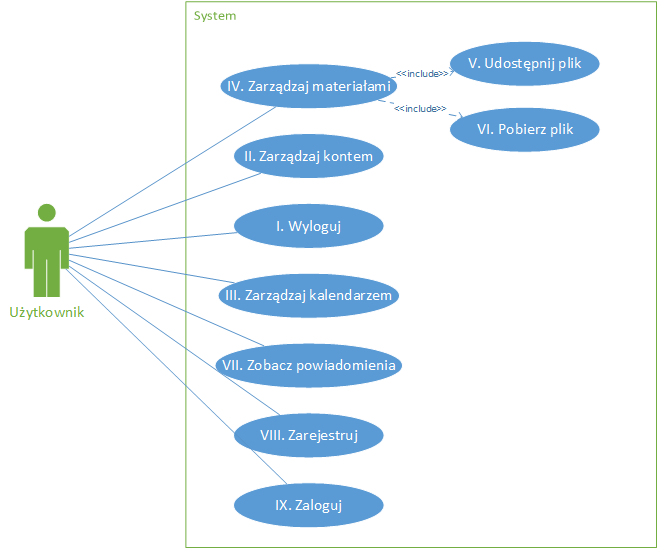 System
IV. Zarządzaj materiałami
<<include>>
V. Udostępnij plik
<<include>>
VI. Pobierz plik
II. Zarządzaj kontem
I. Wyloguj
III. Zarządzaj kalendarzem
Użytkownik
VII. Zobacz powiadomienia
VIII. Zarejestruj
IX. Zaloguj